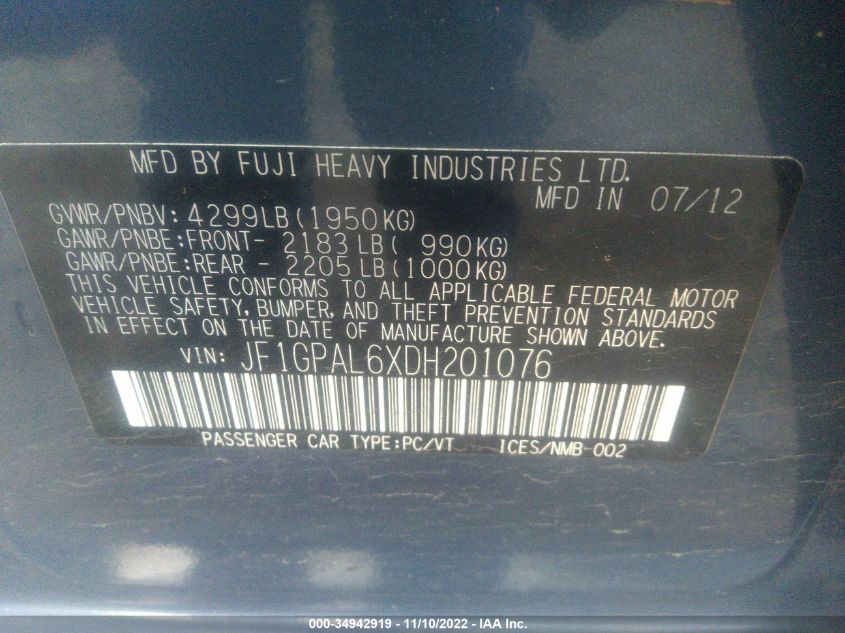 MFD BY FUJI HEAVY INDUSTRIES LTD.
MFD IN 07/12
GVWR/PNBV: 4299LB(1950KG)
GAWR/PNBE:FRONT- 2183LB( 990KG)
GAWR/PNBE:REAR - 2205LB(1000KG)
THIS VEHICLE CONFORMS TO ALL APPLICABLE FEDERAL MOTOR
VEHICLE SAFETY, BUMPER, AND THEFT PREVENTION STANDARDS
IN EFFECT ON THE DATE OF MANUFACTURE SHOWN ABOVE.
VIN: JF1GPAL6XDH201076
PASSENGER CAR TYPE:PC/VT ICES/NMB-002
000-34942919 - 11/10/2022 - IAA Inc.